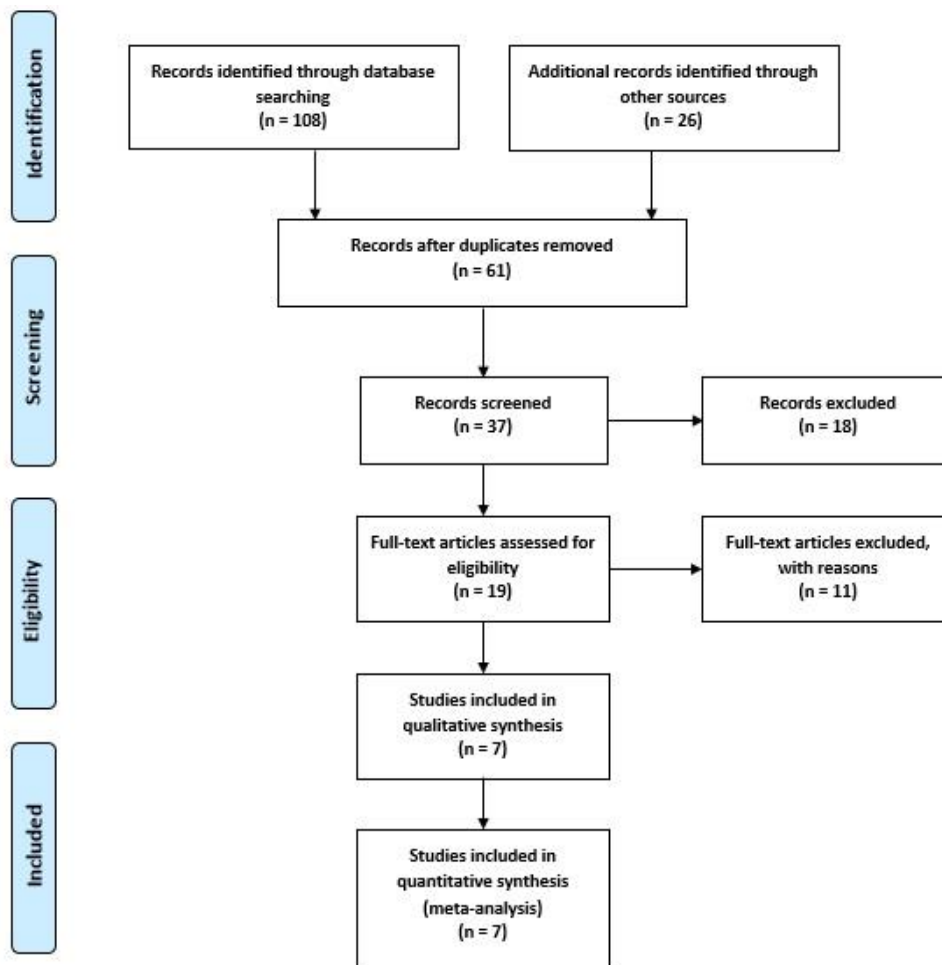 Identification
Records identified through database
searching
(n = 108)
Additional records identified through
other sources
(n = 26)
Records after duplicates removed
(n = 61)
Screening
Records screened
(n = 37)
Records excluded
(n = 18)
Eligibility
Full-text articles assessed for
eligibility
(n = 19)
Full-text articles excluded,
with reasons
(n = 11)
Studies included in
qualitative synthesis
(n = 7)
Included
Studies included in
quantitative synthesis
(meta-analysis)
(n = 7)